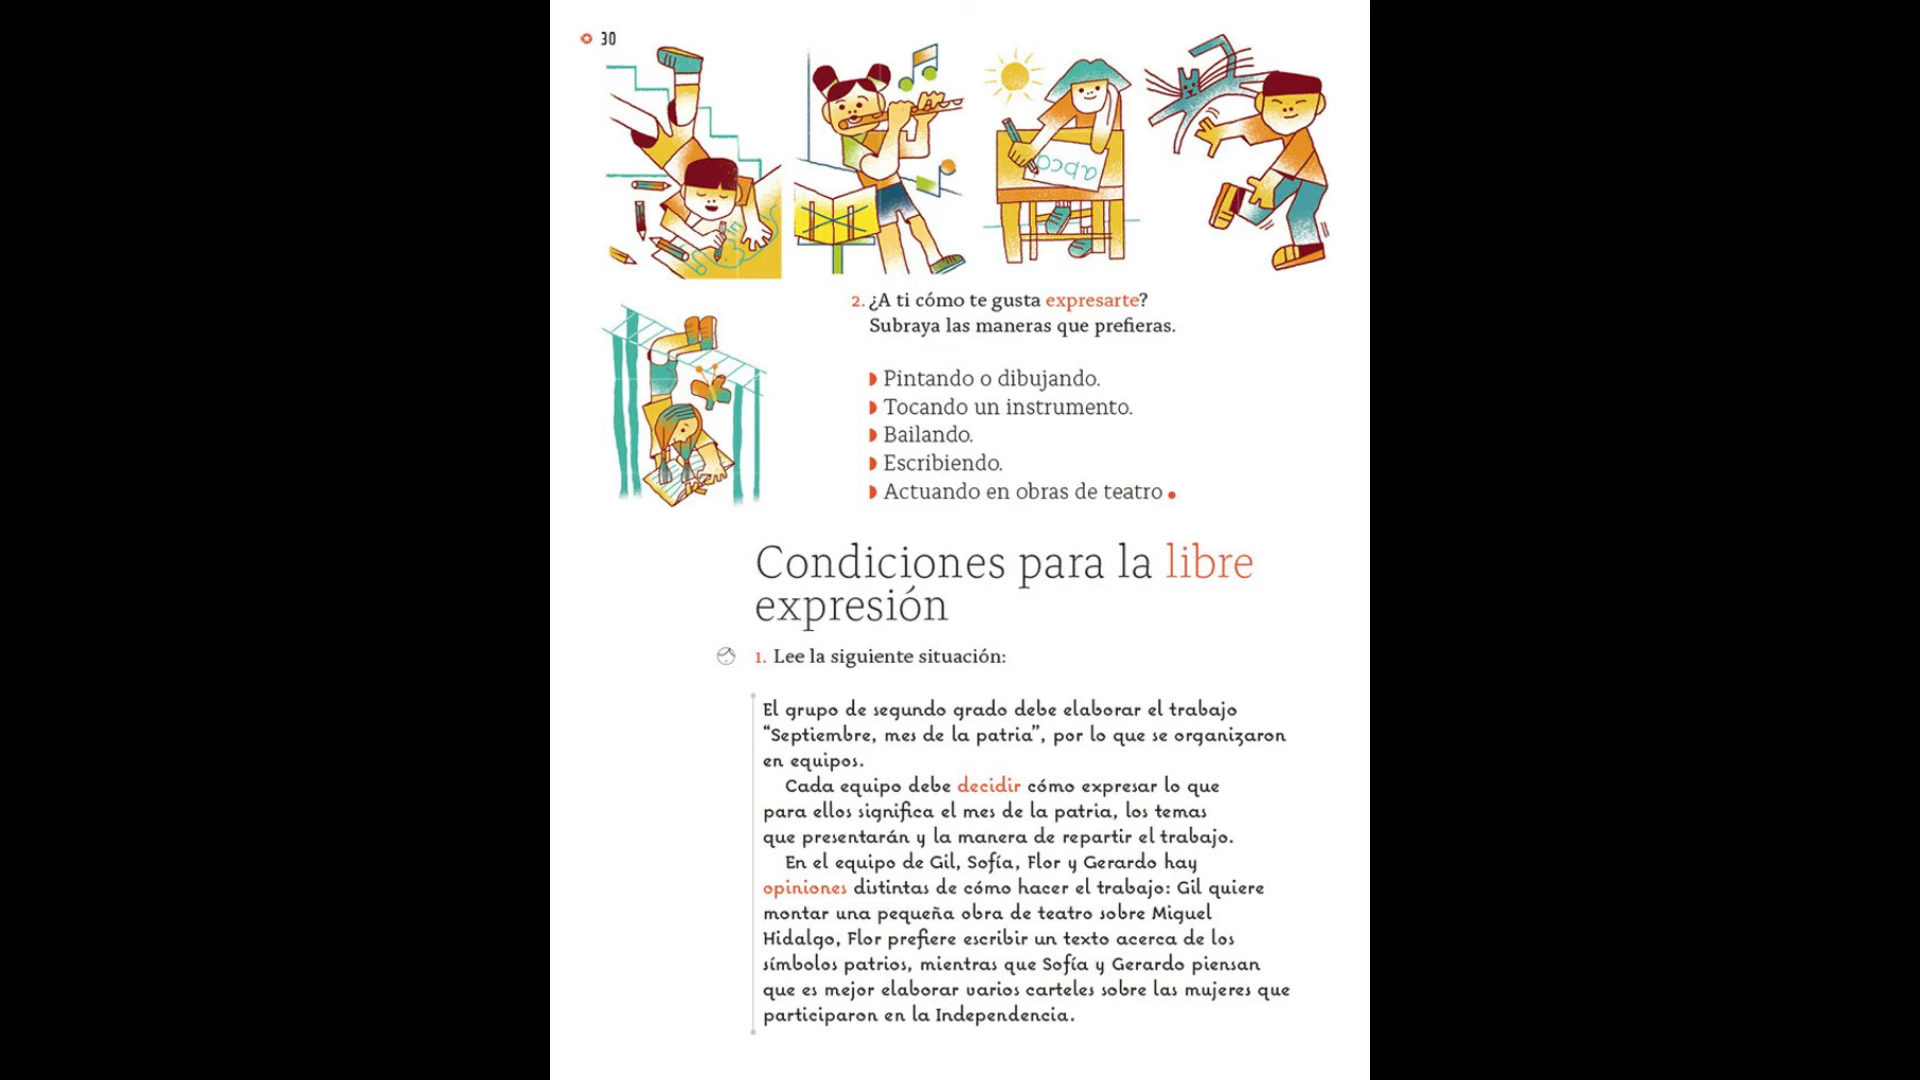 30
abcd
2. ¿A ti cómo te gusta expresarte?
Subraya las maneras que prefieras.
Pintando o dibujando.
Tocando un instrumento.
Bailando.
Escribiendo.
Actuando en obras de teatro
Condiciones para la libre
expresión
1. Lee la siguiente situación:
El grupo de segundo grado debe elaborar el trabajo
“Septiembre, mes de la patria”, por lo que se organizaron
en equipos.
Cada equipo debe decidir cómo expresar lo que
para ellos significa el mes de la patria, los temas
que presentarán y la manera de repartir el trabajo.
En el equipo de Gil, Sofía, Flor y Gerardo hay
opiniones distintas de cómo hacer el trabajo: Gil quiere
montar una pequeña obra de teatro sobre Miguel
Hidalgo, Flor prefiere escribir un texto acerca de los
símbolos patrios, mientras que Sofía y Gerardo piensan
que es mejor elaborar varios carteles sobre las mujeres que
participaron en la Independencia.